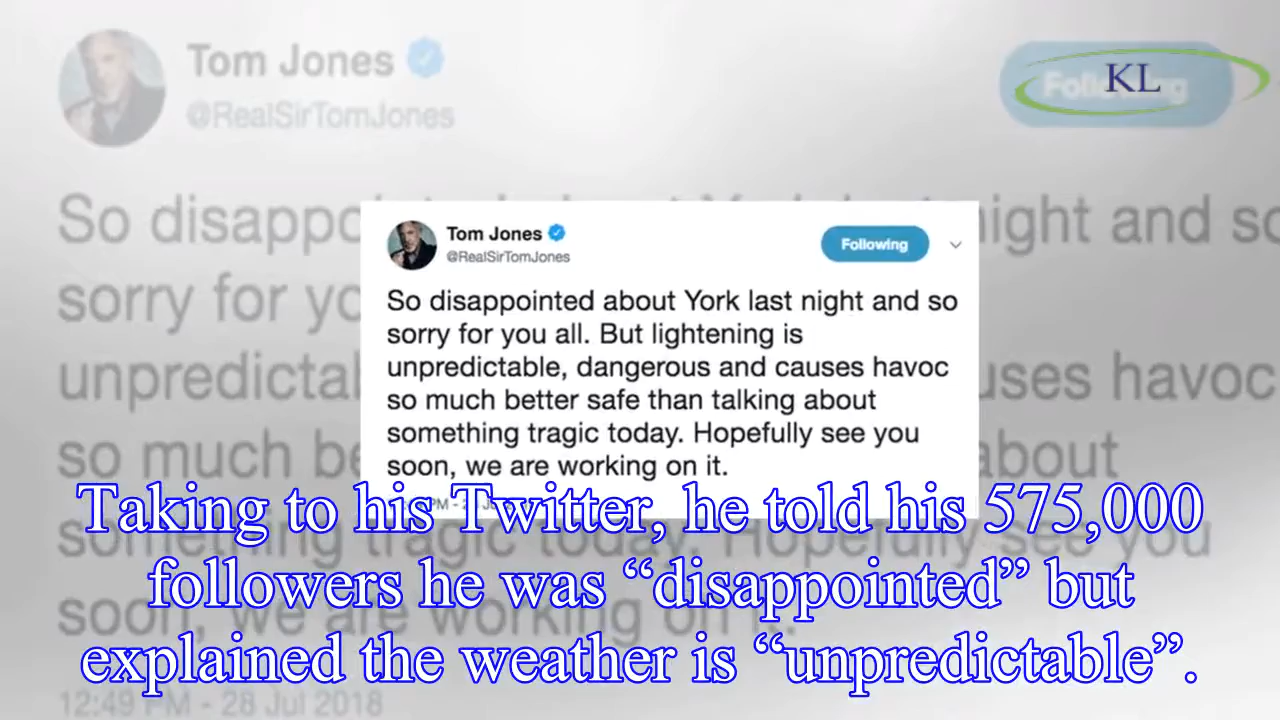 Tom Jones
@RealSirTomJones
Following
KL
So disappointed about York last night and so
sorry for you all. But lightening is
unpredictable, dangerous and causes havoc
so much better safe than talking about
something tragic today. Hopefully see you
soon, we are working on it.
12:49 PM - 28 Jul 2018
Tom Jones
@RealSirTomJones
Following
So disappointed about York last night and so
sorry for you all. But lightening is
unpredictable, dangerous and causes havoc
so much better safe than talking about
something tragic today. Hopefully see you
soon, we are working on it.
Taking to his Twitter, he told his 575,000
followers he was “disappointed” but
explained the weather is “unpredictable”.